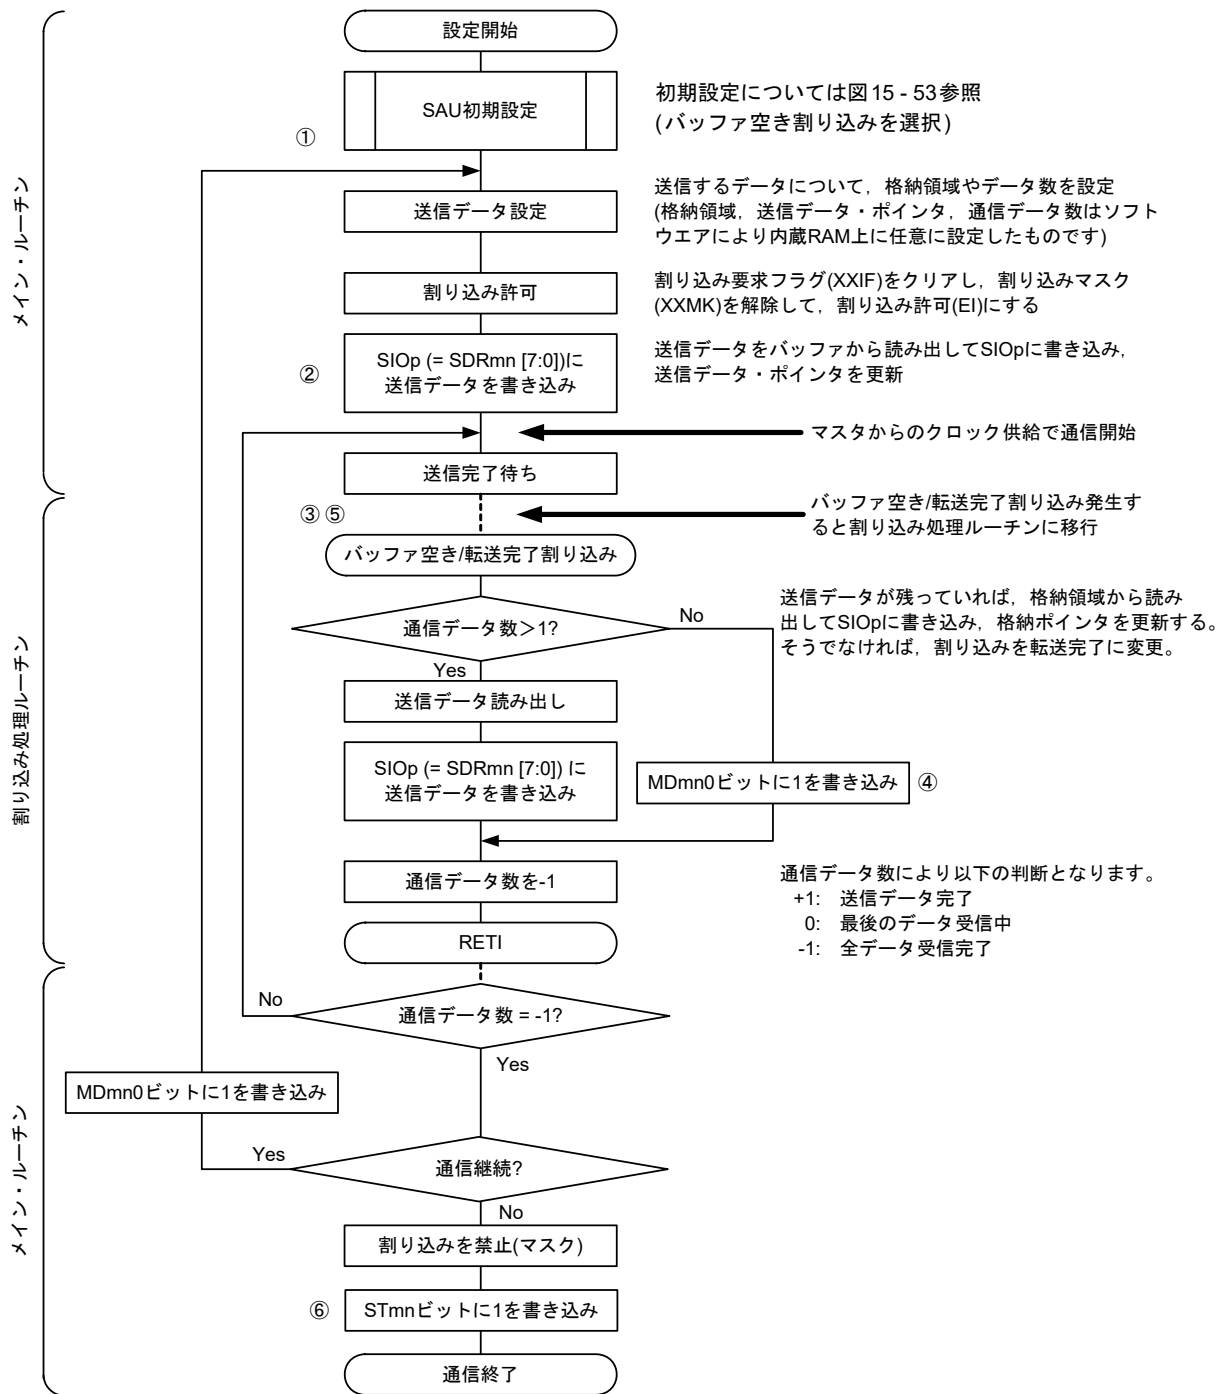 設定開始
SAU初期設定
初期設定については図15 - 53参照
(バッファ空き割り込みを選択)
①
メイン・ルーチン
送信データ設定
送信するデータについて，格納領域やデータ数を設定
(格納領域，送信データ・ポインタ，通信データ数はソフト
ウエアにより内蔵RAM上に任意に設定したものです)
割り込み許可
割り込み要求フラグ(XXIF)をクリアし，割り込みマスク
(XXMK)を解除して，割り込み許可(EI)にする
②
SIOp (= SDRmn [7:0])に
送信データを書き込み
送信データをバッファから読み出してSIOpに書き込み，
送信データ・ポインタを更新
マスタからのクロック供給で通信開始
送信完了待ち
③ ⑤
バッファ空き/転送完了割り込み発生す
ると割り込み処理ルーチンに移行
バッファ空き/転送完了割り込み
割り込み処理ルーチン
通信データ数＞1?
No
Yes
送信データが残っていれば，格納領域から読み
出してSIOpに書き込み，格納ポインタを更新する。
そうでなければ，割り込みを転送完了に変更。
送信データ読み出し
SIOp (= SDRmn [7:0]) に
送信データを書き込み
MDmn0ビットに1を書き込み
④
通信データ数を-1
通信データ数により以下の判断となります。
+1: 送信データ完了
0: 最後のデータ受信中
-1: 全データ受信完了
RETI
メイン・ルーチン
通信データ数 = -1?
No
Yes
MDmn0ビットに1を書き込み
通信継続?
Yes
No
割り込みを禁止(マスク)
⑥
STmnビットに1を書き込み
通信終了